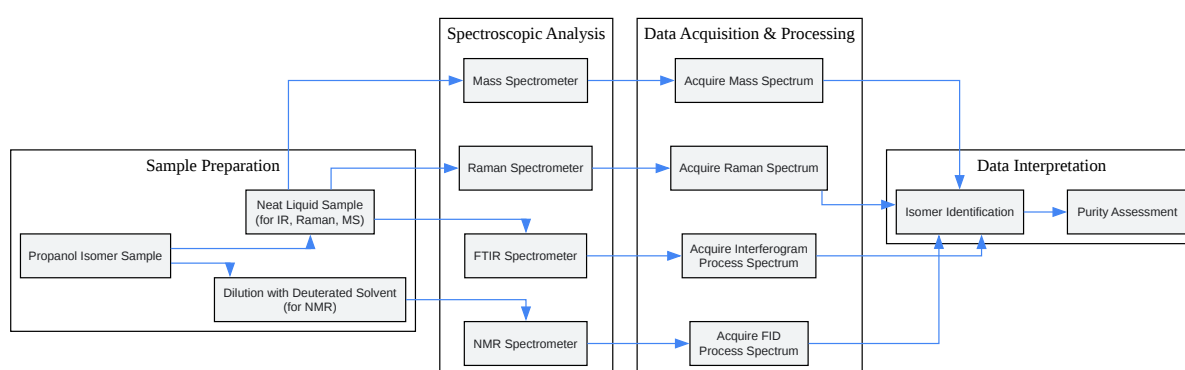 Sample Preparation
Propanol Isomer Sample
Neat Liquid Sample
(for IR, Raman, MS)
Dilution with Deuterated Solvent
(for NMR)
Spectroscopic Analysis
Mass Spectrometer
Raman Spectrometer
FTIR Spectrometer
NMR Spectrometer
Data Acquisition & Processing
Acquire Mass Spectrum
Acquire Raman Spectrum
Acquire Interferogram
Process Spectrum
Acquire FID
Process Spectrum
Data Interpretation
Isomer Identification
Purity Assessment